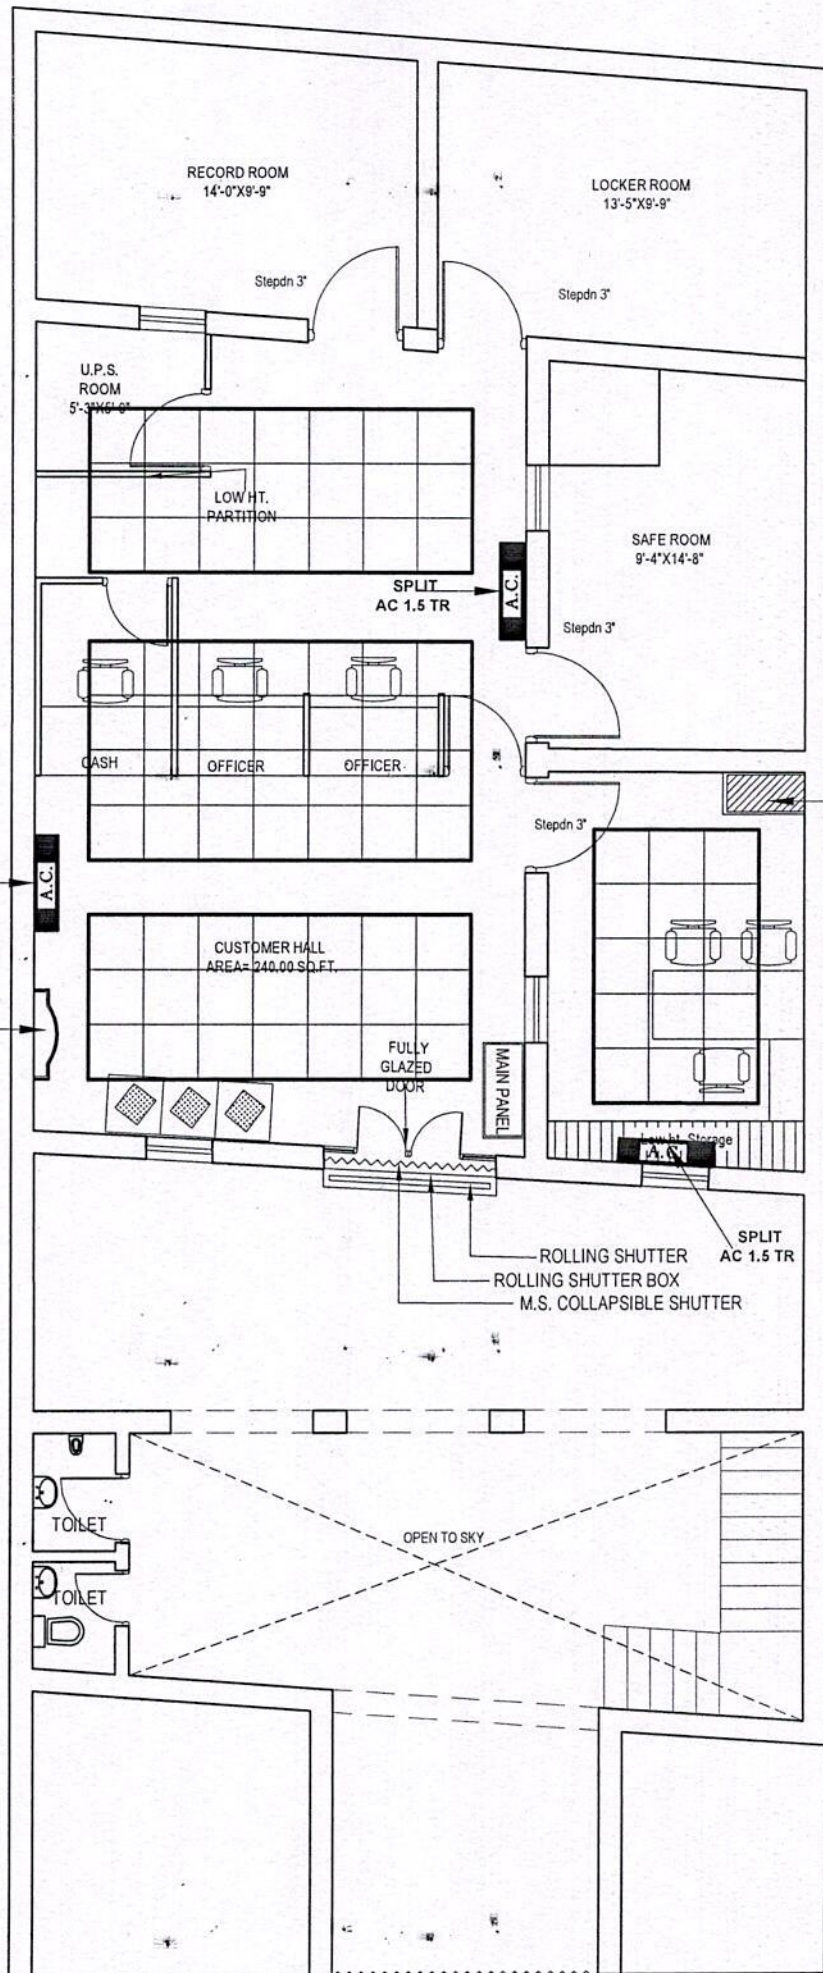 RECORD ROOM
14'-0"X9'-9"
LOCKER ROOM
13'-5"X9'-9"
Stepdn 3"
Stepdn 3"
U.P.S.
ROOM
LOW HT.
PARTITION
SAFE ROOM
9'-4"X14'-8"
SPLIT
AC 1.5 TR
A.C.
Stepdn 3"
CASH
OFFICER
OFFICER
Stepdn 3"
A.C.
CUSTOMER HALL
AREA= 240.00 SQ.FT.
FULLY
GLAZED
DOOR
MAIN PANEL
Low ht. Storage
A.C.
SPLIT
AC 1.5 TR
ROLLING SHUTTER
ROLLING SHUTTER BOX
M.S. COLLAPSIBLE SHUTTER
TOILET
OPEN TO SKY
TOILET